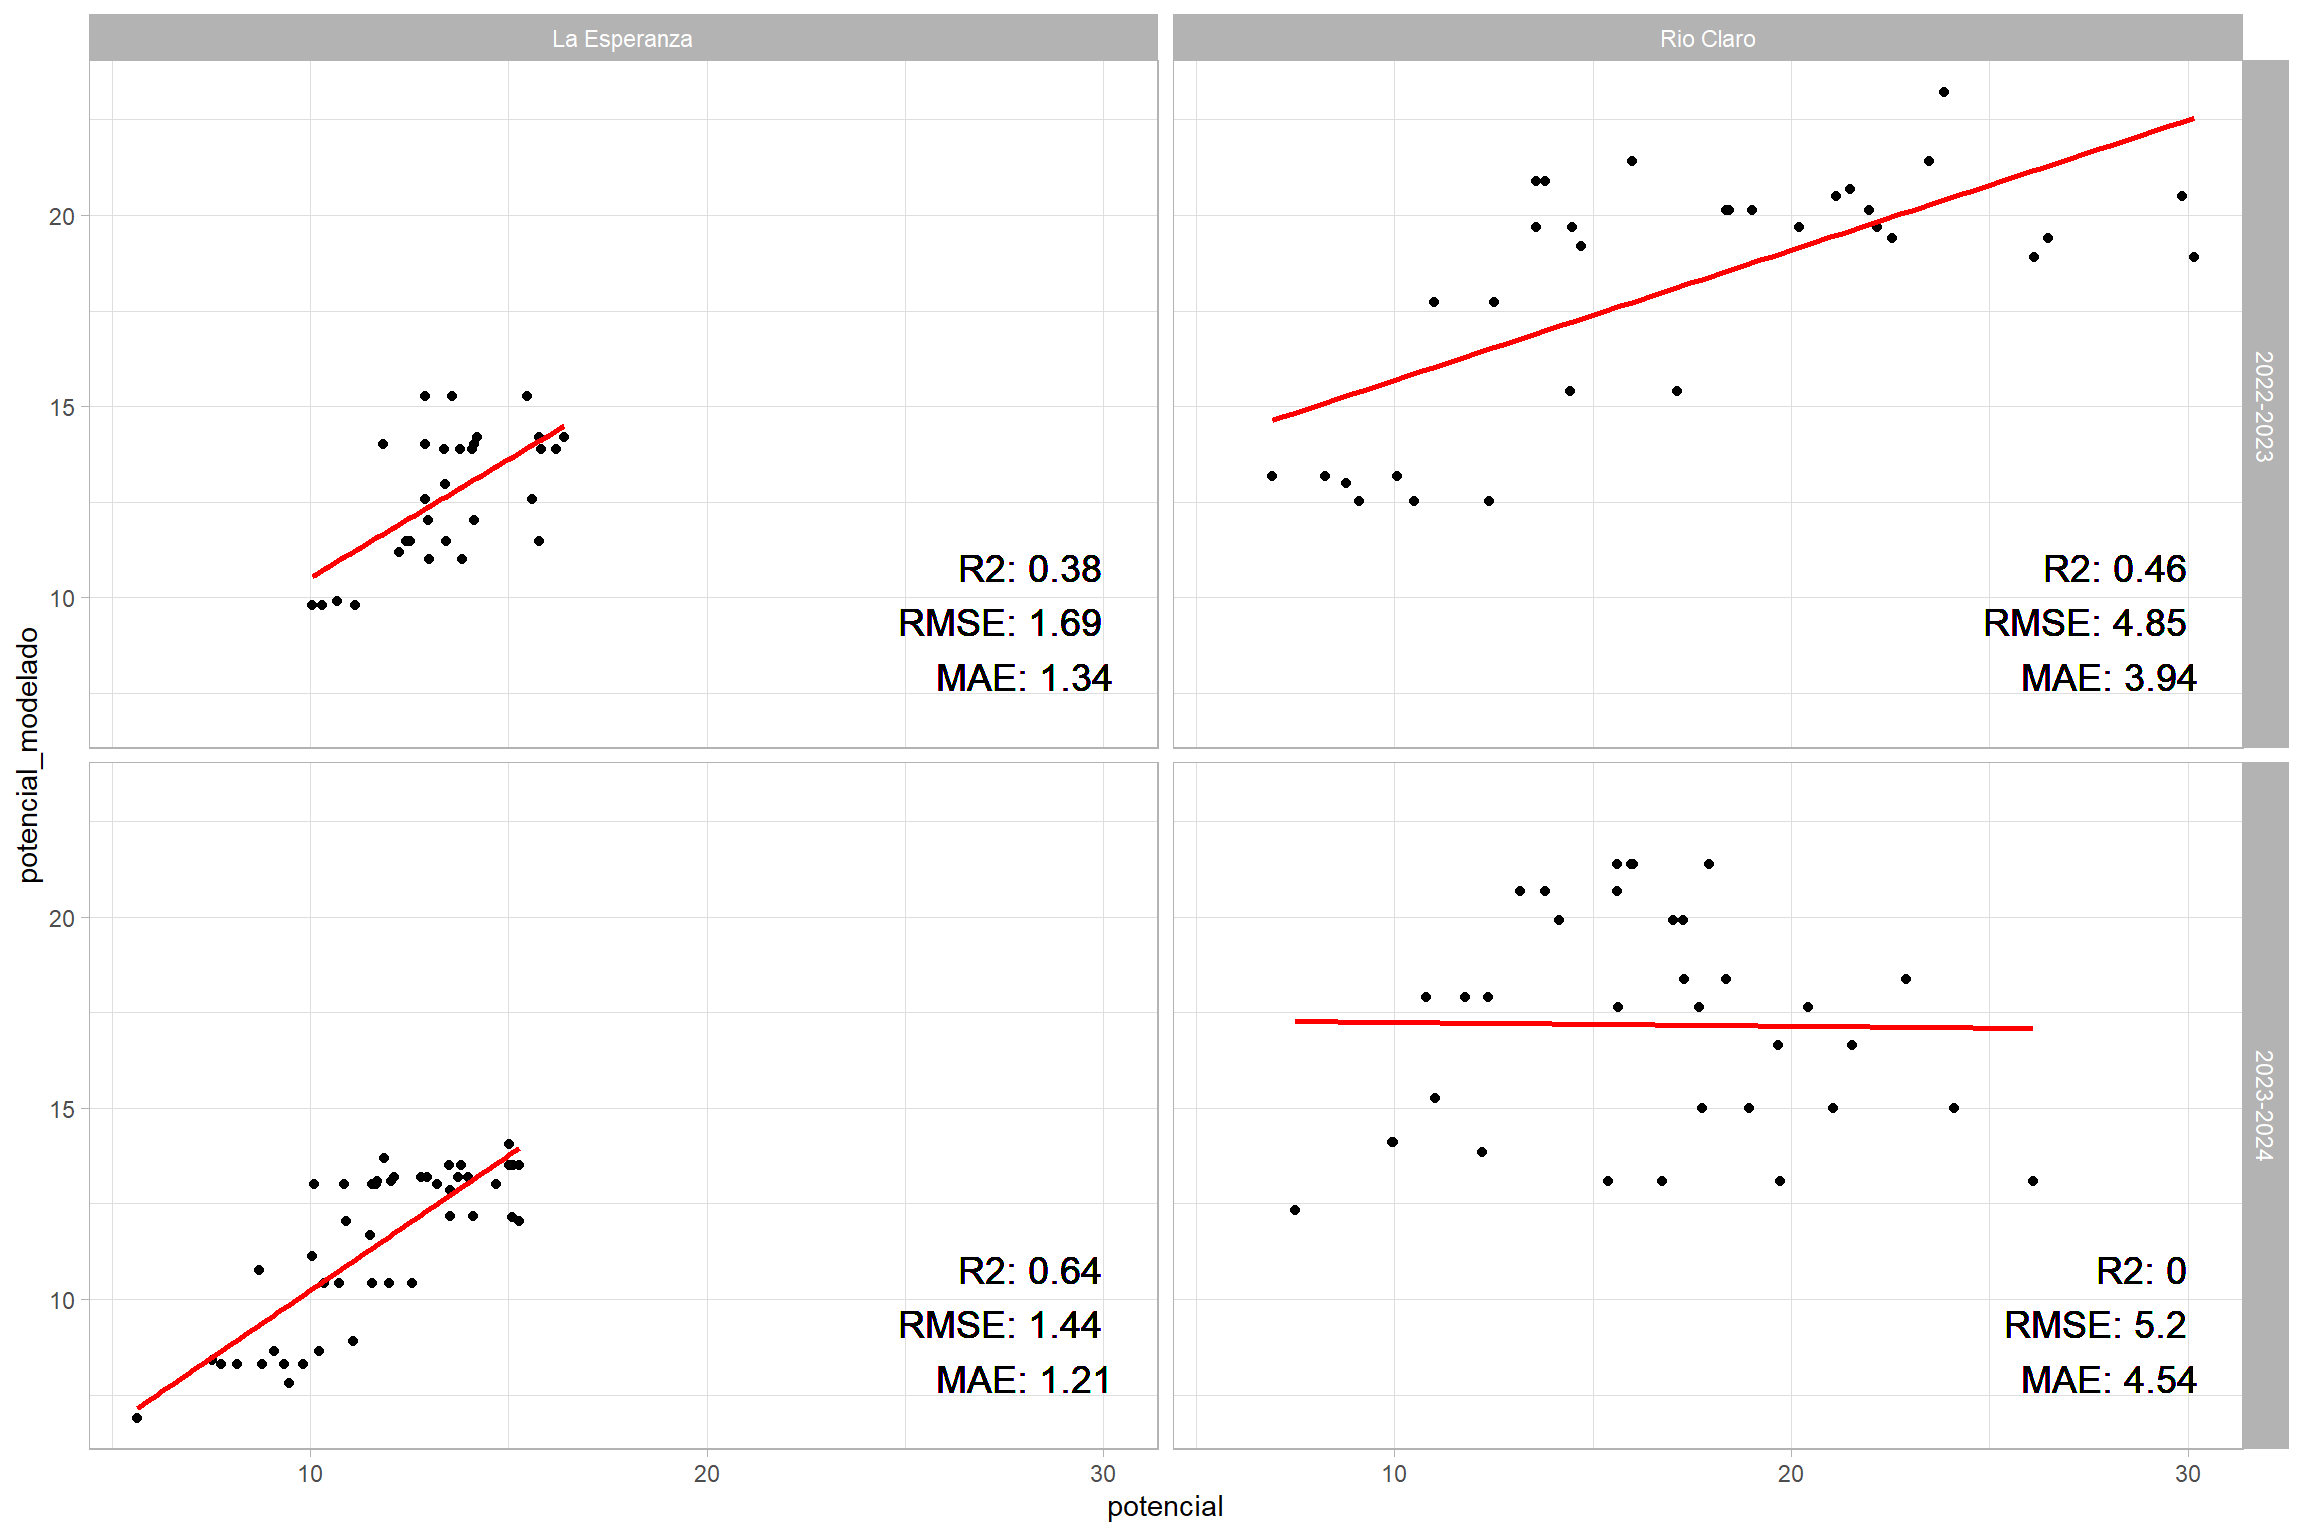 La Esperanza
Rio Claro
20
15
10
R2: 0.38
RMSE: 1.69
MAE: 1.34
R2: 0.46
RMSE: 4.85
MAE: 3.94
2022-2023
potencial_modelado
20
15
10
R2: 0.64
RMSE: 1.44
MAE: 1.21
R2: 0
RMSE: 5.2
MAE: 4.54
2023-2024
10 20 30
10 20 30
potencial